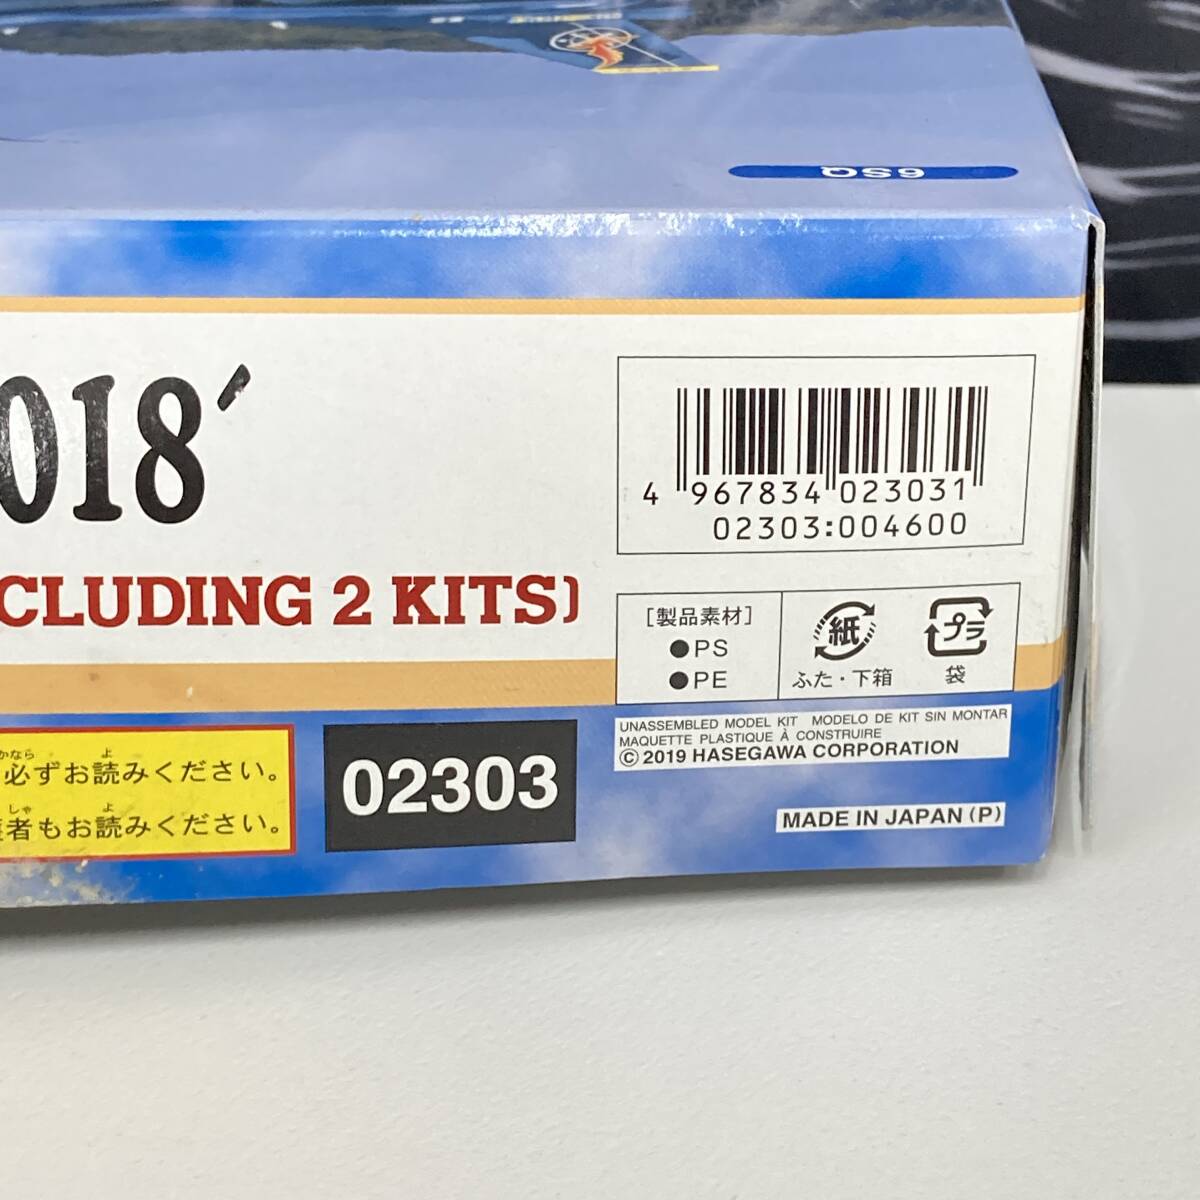 6SQ
018′
CLUDING 2 KITS)
4 967834 023031
02303:004600
[製品素材]
●PS
●PE
紙
ふた・下箱
プラ
袋
UNASSEMBLED MODEL KIT MODELO DE KIT SIN MONTAR
MAQUETTE PLASTIQUE À CONSTRUIRE
© 2019 HASEGAWA CORPORATION
MADE IN JAPAN (P)
必ずお読みください。
者もお読みください。
02303